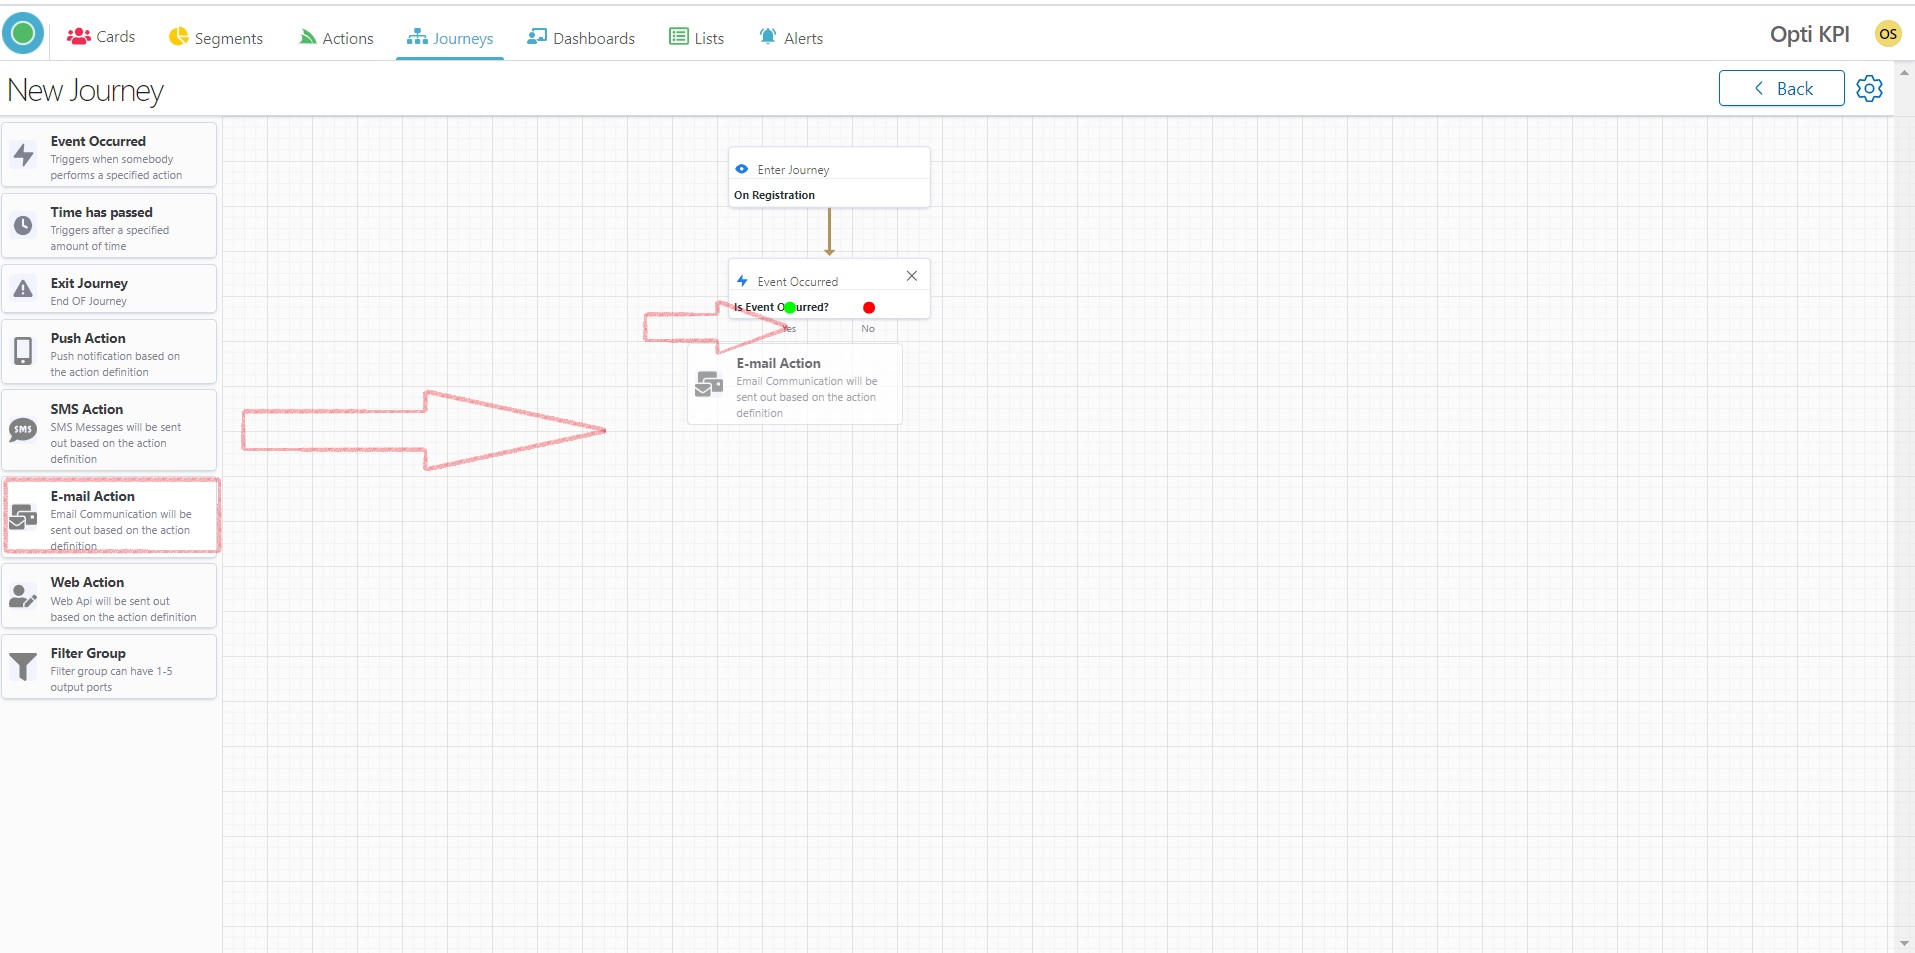 Cards
Segments
Actions
Journeys
Dashboards
Lists
Alerts
Opti KPI
OS
New Journey
Back
Event Occurred
Triggers when somebody
performs a specified action
Time has passed
Triggers after a specified
amount of time
Exit Journey
End OF Journey
Push Action
Push notification based on
the action definition
SMS Action
SMS
SMS Messages will be sent
out based on the action
definition
E-mail Action
Email Communication will be
sent out based on the action
definition
Web Action
Web Api will be sent out
based on the action definition
Filter Group
Filter group can have 1-5
output ports
Enter Journey
On Registration
Event Occurred
Is Event Occurred?
Yes
No
E-mail Action
Email Communication will be
sent out based on the action
definition